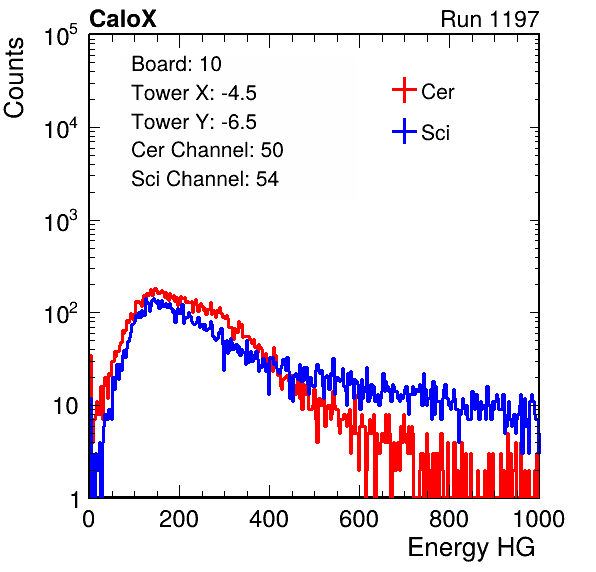 CaloX Run 1197
Counts
10^5
10^4
10^3
10^2
10
1
Board: 10
Tower X: -4.5
Tower Y: -6.5
Cer Channel: 50
Sci Channel: 54
Cer
Sci
0 200 400 600 800 1000
Energy HG